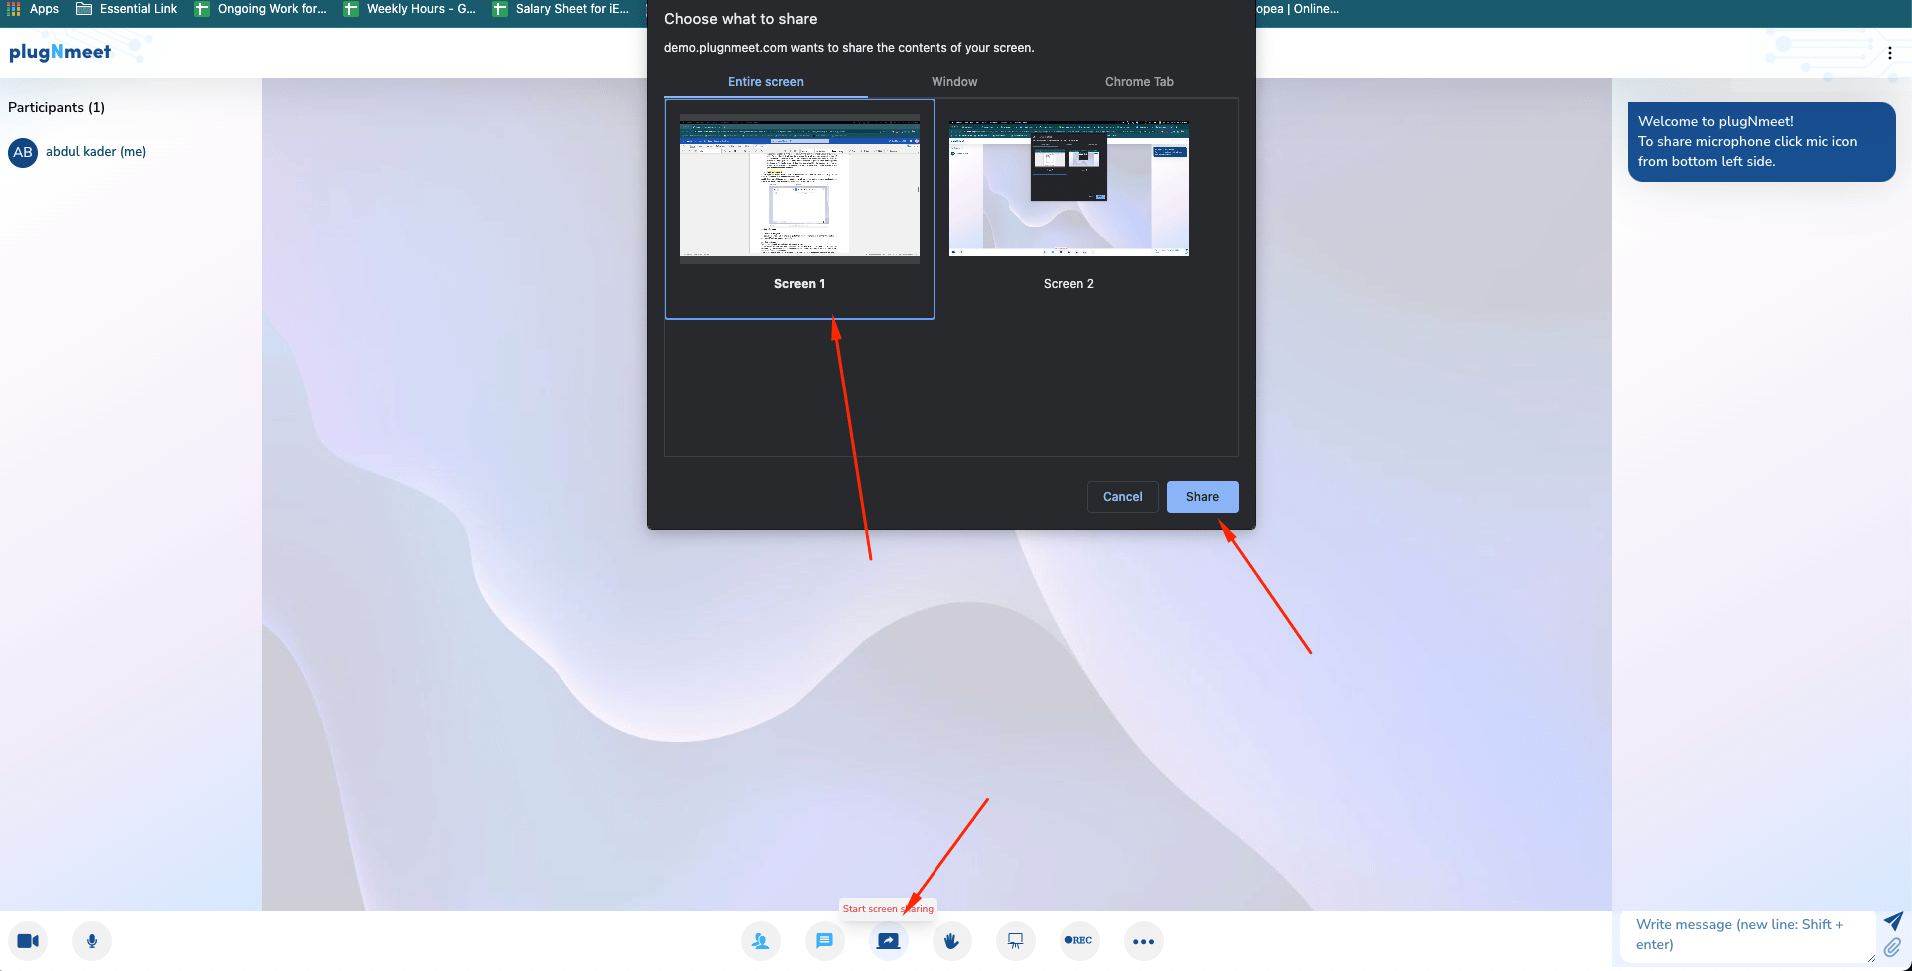 Apps
Essential Link
Ongoing Work for...
Weekly Hours - G...
Salary Sheet for iE...
opea | Online...
plugNmeet
Participants (1)
AB
abdul kader (me)
Choose what to share
demo.plugnmeet.com wants to share the contents of your screen.
Entire screen
Window
Chrome Tab
Screen 1
Screen 2
Cancel
Share
Welcome to plugNmeet!
To share microphone click mic icon
from bottom left side.
Start screen sharing
REC
Write message (new line: Shift +
enter)